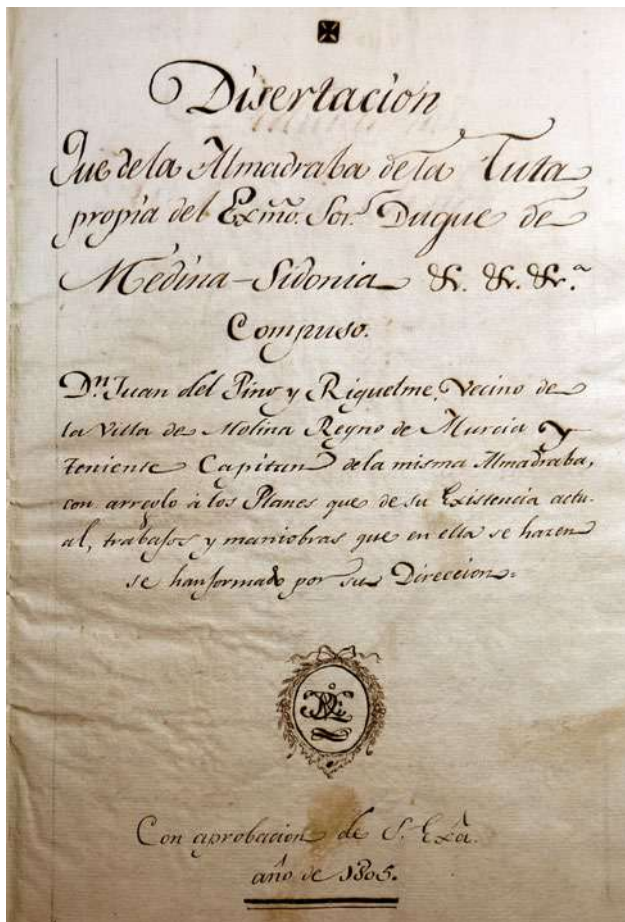 Disertacion
Que de la Almadraba de la Tuta
propia del Exmõ. Sor. Duque de
Medina-Sidonia &. &. &.ª
Compuso.
Dⁿ Juan del Pino y Riquelme, Vecino de
la Villa de Molina Reyno de Murcia y
Teniente Capitan de la misma Almadraba,
con arreglo à los Planes que de su Existencia actu-
al, trabajos y maniobras que en ella se hacen
se han formado por su Direccion=
Con aprobacion de S. Exâ.
año de 1805.